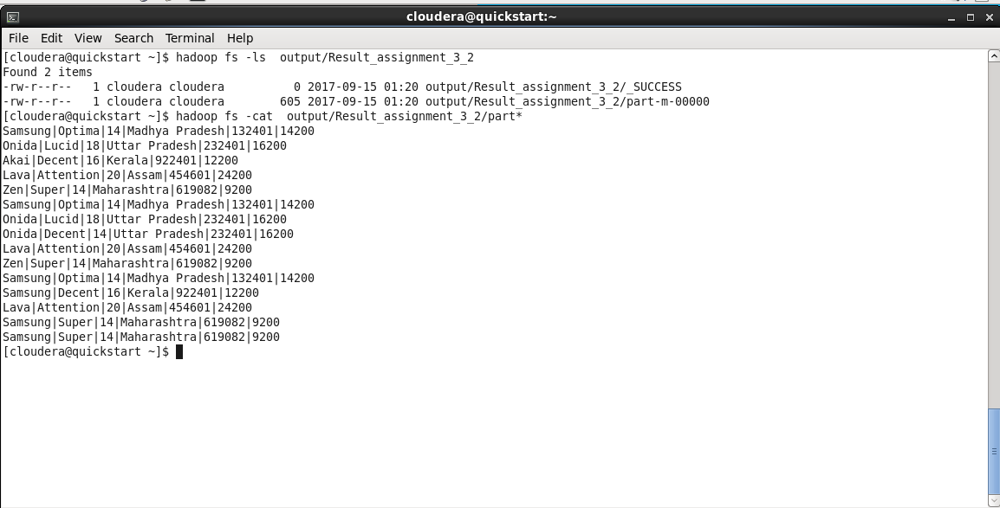 cloudera@quickstart:~
File Edit View Search Terminal Help
[cloudera@quickstart ~]$ hadoop fs -ls  output/Result_assignment_3_2
Found 2 items
-rw-r--r--   1 cloudera cloudera          0 2017-09-15 01:20 output/Result_assignment_3_2/_SUCCESS
-rw-r--r--   1 cloudera cloudera        605 2017-09-15 01:20 output/Result_assignment_3_2/part-m-00000
[cloudera@quickstart ~]$ hadoop fs -cat  output/Result_assignment_3_2/part*
Samsung|Optima|14|Madhya Pradesh|132401|14200
Onida|Lucid|18|Uttar Pradesh|232401|16200
Akai|Decent|16|Kerala|922401|12200
Lava|Attention|20|Assam|454601|24200
Zen|Super|14|Maharashtra|619082|9200
Samsung|Optima|14|Madhya Pradesh|132401|14200
Onida|Lucid|18|Uttar Pradesh|232401|16200
Onida|Decent|14|Uttar Pradesh|232401|16200
Lava|Attention|20|Assam|454601|24200
Zen|Super|14|Maharashtra|619082|9200
Samsung|Optima|14|Madhya Pradesh|132401|14200
Samsung|Decent|16|Kerala|922401|12200
Lava|Attention|20|Assam|454601|24200
Samsung|Super|14|Maharashtra|619082|9200
Samsung|Super|14|Maharashtra|619082|9200
[cloudera@quickstart ~]$